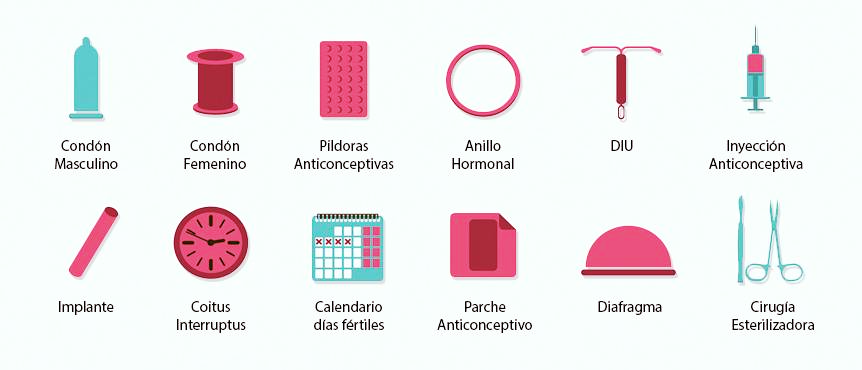 Condón
Masculino
Condón
Femenino
Pildoras
Anticonceptivas
Anillo
Hormonal
DIU
Inyección
Anticonceptiva
Implante
Coitus
Interruptus
Calendario
días fértiles
Parche
Anticonceptivo
Diafragma
Cirugía
Esterilizadora